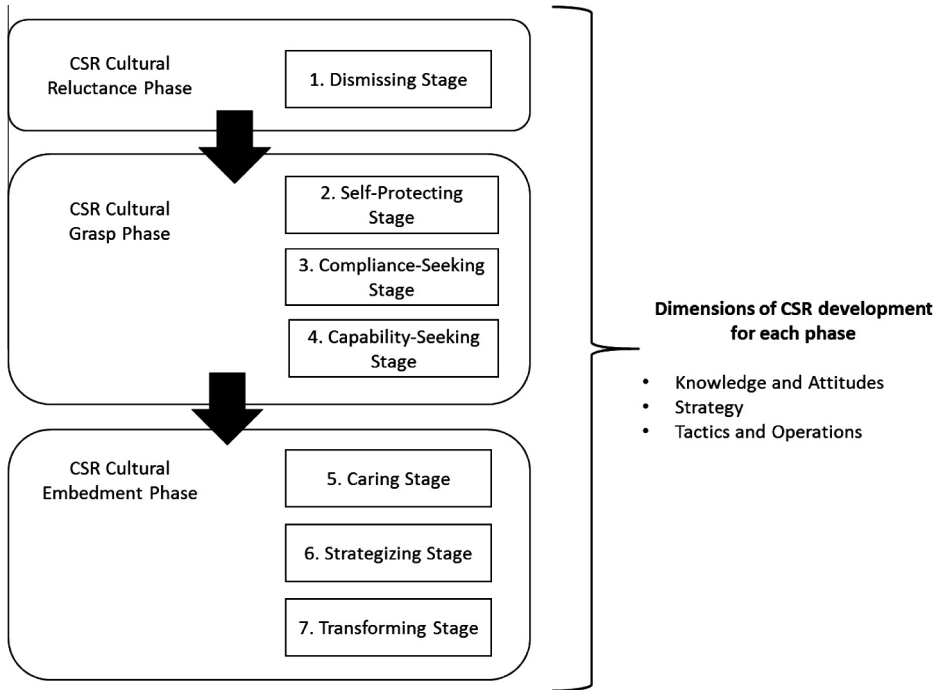 CSR Cultural
Reluctance Phase
1. Dismissing Stage
CSR Cultural
Grasp Phase
2. Self-Protecting
Stage
3. Compliance-Seeking
Stage
4. Capability-Seeking
Stage
CSR Cultural
Embedment Phase
5. Caring Stage
6. Strategizing Stage
7. Transforming Stage
Dimensions of CSR development
for each phase
• Knowledge and Attitudes
• Strategy
• Tactics and Operations